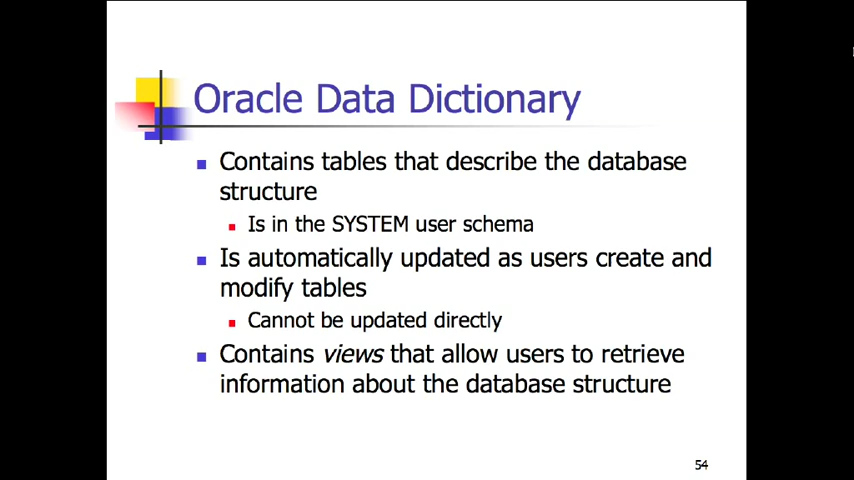 Oracle Data Dictionary
Contains tables that describe the database
structure
Is in the SYSTEM user schema
Is automatically updated as users create and
modify tables
Cannot be updated directly
Contains views that allow users to retrieve
information about the database structure
54